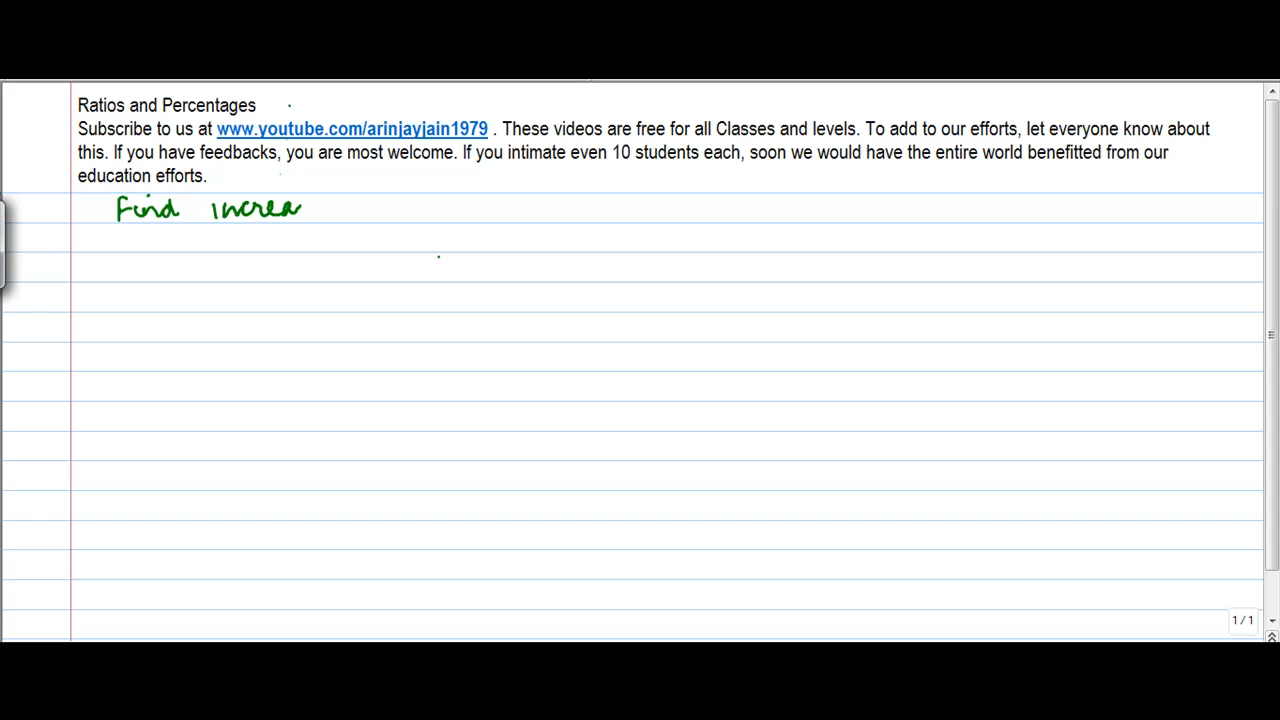 Ratios and Percentages
Subscribe to us at www.youtube.com/arinjayjain1979 . These videos are free for all Classes and levels. To add to our efforts, let everyone know about
this. If you have feedbacks, you are most welcome. If you intimate even 10 students each, soon we would have the entire world benefitted from our
education efforts.
Find increa
1 / 1